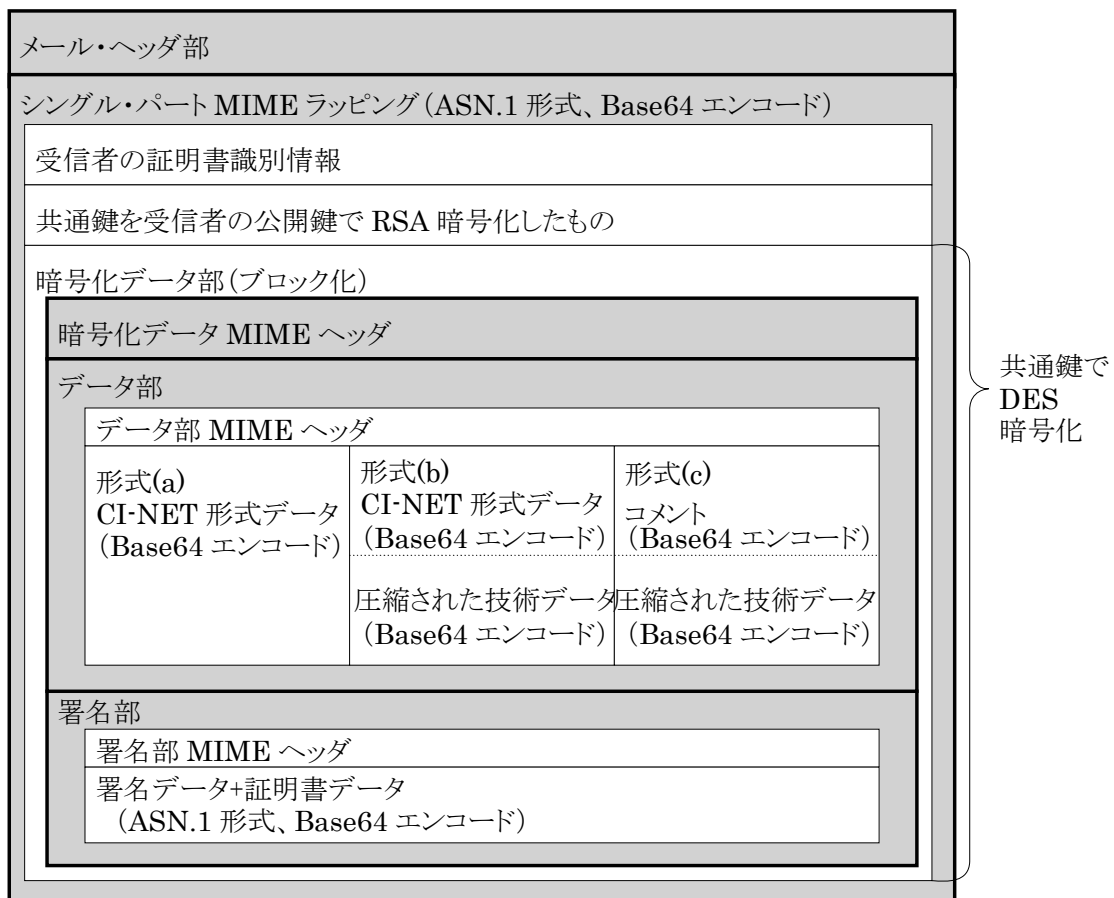 メール・ヘッダ部
シングル・パート MIME ラッピング（ASN.1 形式、Base64 エンコード）
受信者の証明書識別情報
共通鍵を受信者の公開鍵で RSA 暗号化したもの
暗号化データ部（ブロック化）
暗号化データ MIME ヘッダ
データ部
データ部 MIME ヘッダ
形式(a)
CI-NET 形式データ
（Base64 エンコード）
形式(b)
CI-NET 形式データ
（Base64 エンコード）
圧縮された技術データ
（Base64 エンコード）
形式(c)
コメント
（Base64 エンコード）
圧縮された技術データ
（Base64 エンコード）
署名部
署名部 MIME ヘッダ
署名データ+証明書データ
（ASN.1 形式、Base64 エンコード）
共通鍵で
DES
暗号化